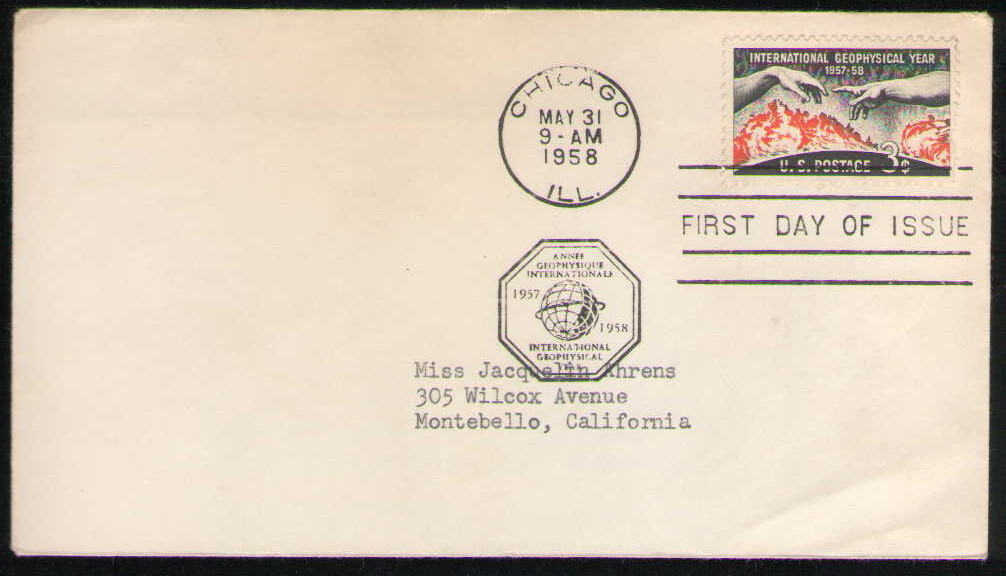 CHICAGO
MAY 31
9-AM
1958
ILL.
INTERNATIONAL GEOPHYSICAL YEAR
1957-58
U.S. POSTAGE 3¢
FIRST DAY OF ISSUE
ANNÉE
GEOPHYSIQUE
INTERNATIONALE
1957
1958
INTERNATIONAL
GEOPHYSICAL
Miss Jacquelin Ahrens
305 Wilcox Avenue
Montebello, California